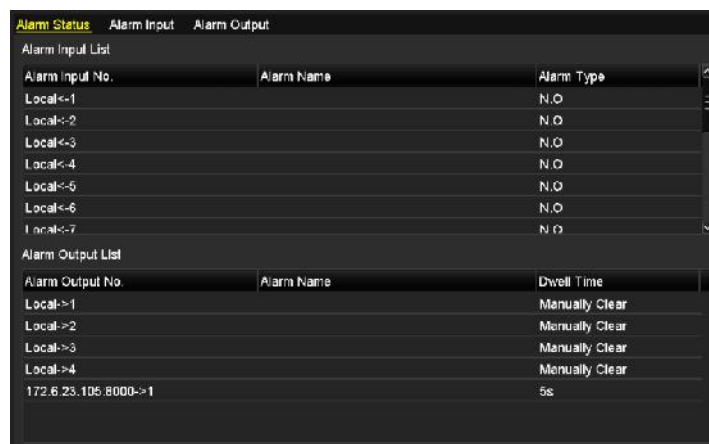 Alarm Status Alarm Input Alarm Output
Alarm Input List
Alarm Input No. Alarm Name Alarm Type
Local<-1 N.O
Local<-2 N.O
Local<-3 N.O
Local<-4 N.O
Local<-5 N.O
Local<-6 N.O
Local<-7 N.O
Alarm Output List
Alarm Output No. Alarm Name Dwell Time
Local->1 Manually Clear
Local->2 Manually Clear
Local->3 Manually Clear
Local->4 Manually Clear
172.6.23.105:8000->1 5s